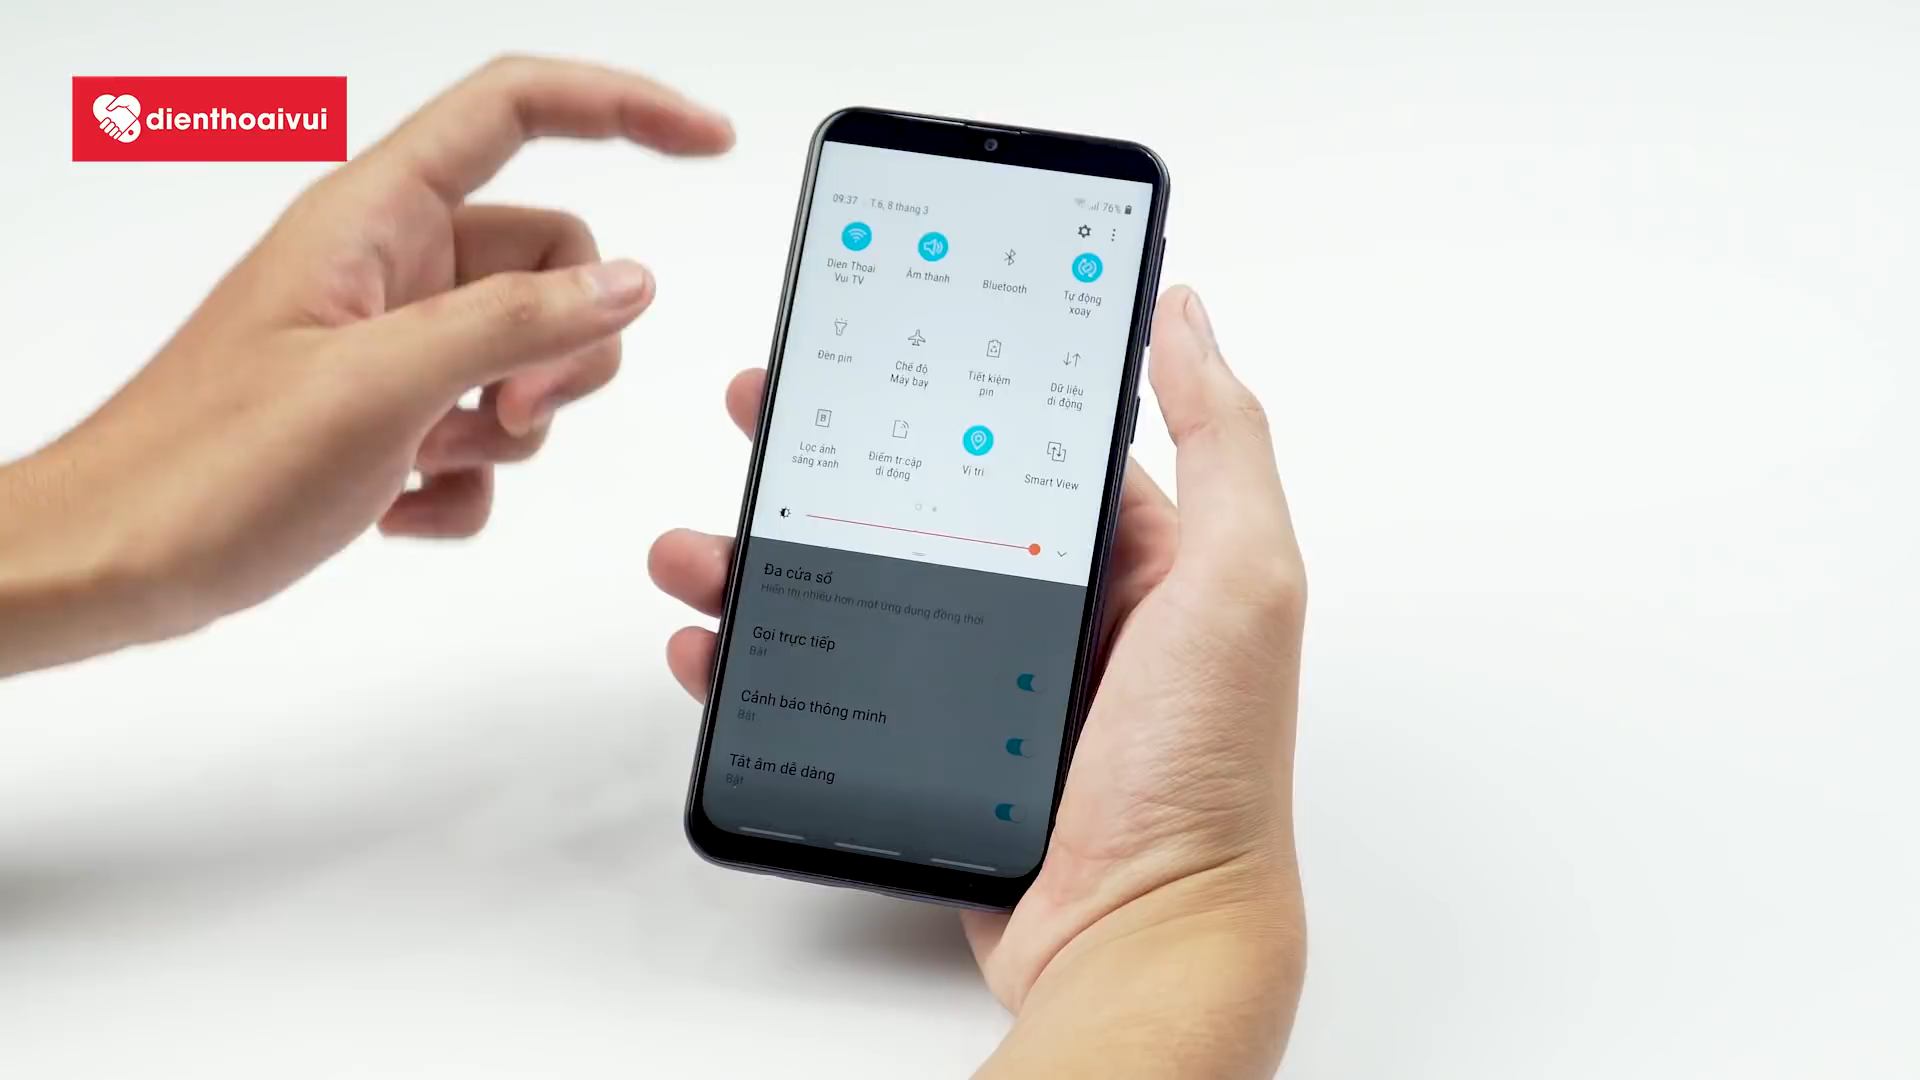 dienthoaivui
09:37 T.6, 8 tháng 3
76%
Dien Thoai
Vui TV
Âm thanh
Bluetooth
Tự động
xoay
Đèn pin
Chế độ
Máy bay
Tiết kiệm
pin
Dữ liệu
di động
B
Lọc ánh
sáng xanh
Điểm tr.cập
di động
Vị trí
Smart View
Đa cửa sổ
Hiển thị nhiều hơn một ứng dụng đồng thời
Gọi trực tiếp
Bật
Cảnh báo thông minh
Bật
Tắt âm dễ dàng
Bật